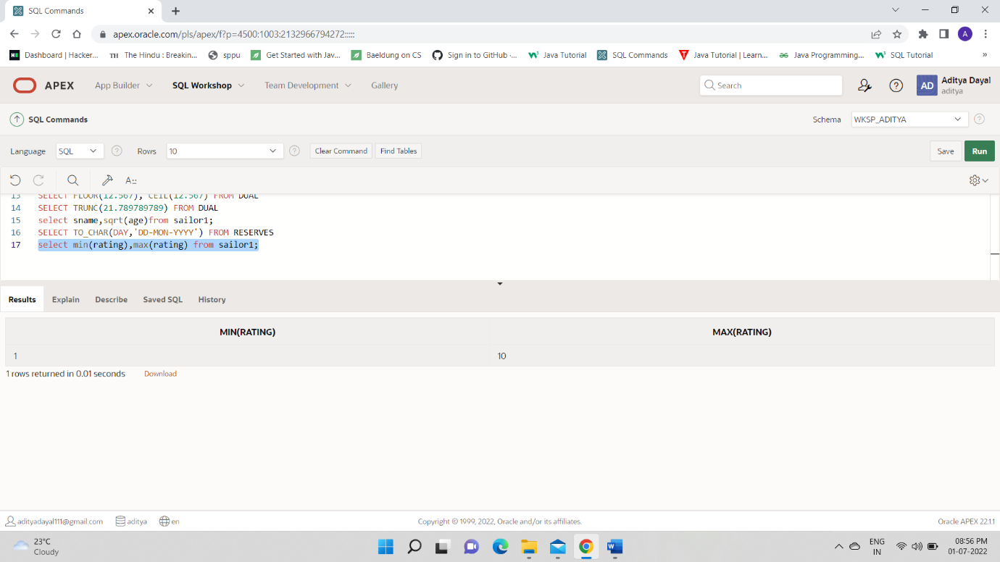 SQL Commands
apex.oracle.com/pls/apex/f?p=4500:1003:2132966794272:::::
A
Dashboard | Hacker... TH The Hindu : Breakin... sppu Get Started with Jav... Baeldung on CS Sign in to GitHub ·... Java Tutorial SQL Commands Java Tutorial | Learn... Java Programming... SQL Tutorial »
APEX App Builder SQL Workshop Team Development Gallery Search AD Aditya Dayal
aditya
SQL Commands Schema WKSP_ADITYA
Language SQL Rows 10 Clear Command Find Tables Save Run
13 SELECT FLOOR(12.567), CEIL(12.567) FROM DUAL
14 SELECT TRUNC(21.789789789) FROM DUAL
15 select sname,sqrt(age)from sailor1;
16 SELECT TO_CHAR(DAY,'DD-MON-YYYY') FROM RESERVES
17 select min(rating),max(rating) from sailor1;
Results Explain Describe Saved SQL History
MIN(RATING) MAX(RATING)
1 10
1 rows returned in 0.01 seconds Download
adityadayal111@gmail.com aditya en Copyright © 1999, 2022, Oracle and/or its affiliates. Oracle APEX 22.1.1
23°C
Cloudy
ENG
IN
08:56 PM
01-07-2022